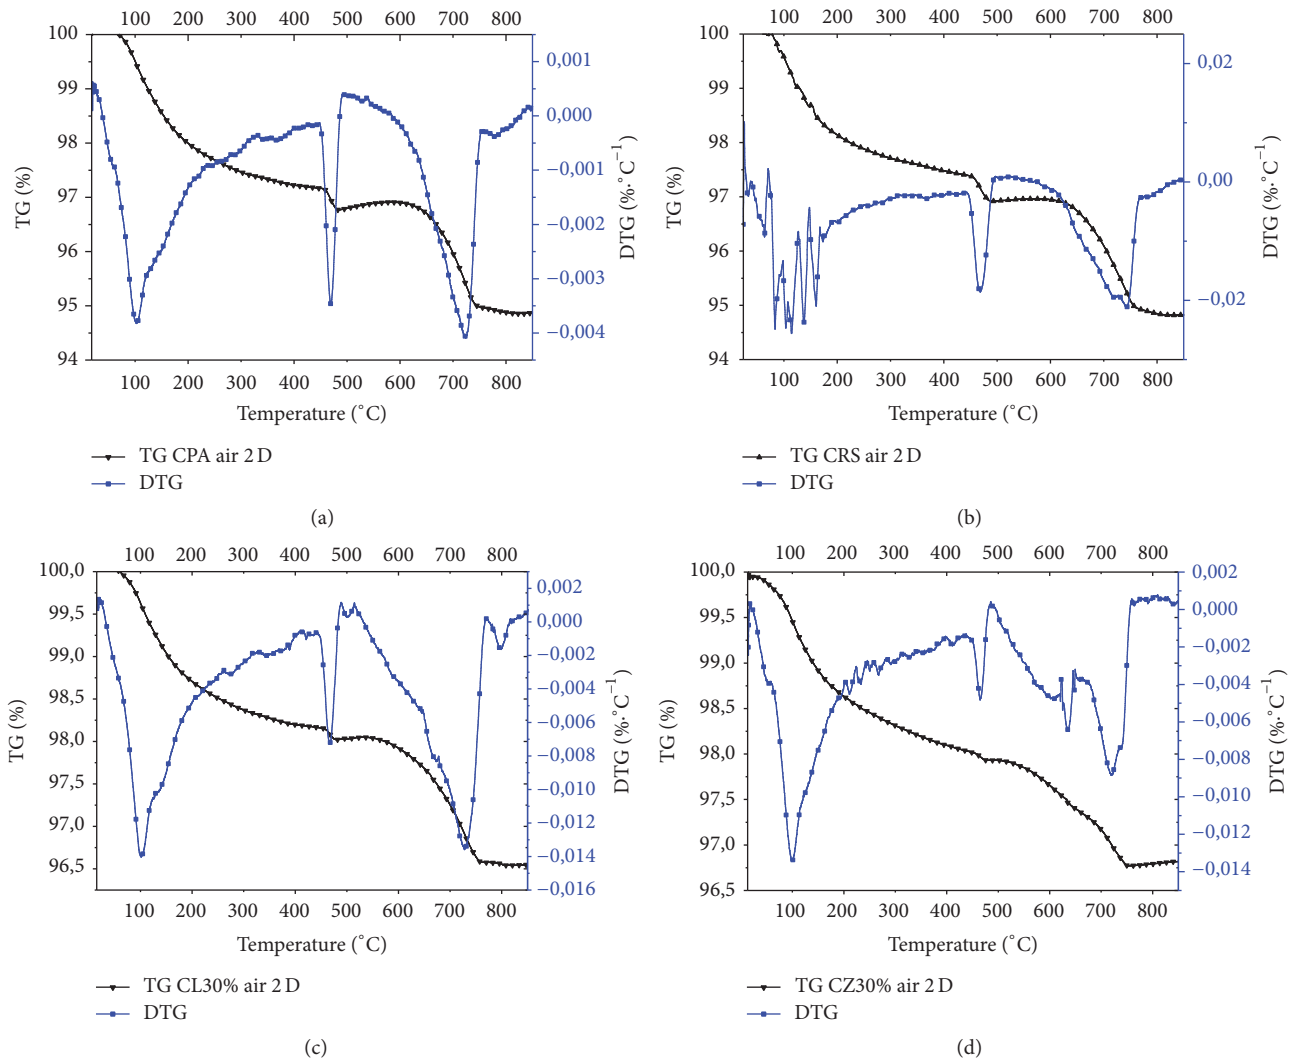 100 200 300 400 500 600 700 800
100
99
98
97
96
95
94
TG (%)
0,001
0,000
−0,001
−0,002
−0,003
−0,004
DTG (%·°C−1)
100 200 300 400 500 600 700 800
Temperature (°C)
TG CPA air 2 D
DTG
(a)
100 200 300 400 500 600 700 800
100
99
98
97
96
95
94
TG (%)
0,02
0,00
−0,02
DTG (%·°C−1)
100 200 300 400 500 600 700 800
Temperature (°C)
TG CRS air 2 D
DTG
(b)
100 200 300 400 500 600 700 800
100,0
99,5
99,0
98,5
98,0
97,5
97,0
96,5
TG (%)
0,002
0,000
−0,002
−0,004
−0,006
−0,008
−0,010
−0,012
−0,014
−0,016
DTG (%·°C−1)
100 200 300 400 500 600 700 800
Temperature (°C)
TG CL30% air 2 D
DTG
(c)
100 200 300 400 500 600 700 800
100,0
99,5
99,0
98,5
98,0
97,5
97,0
96,5
TG (%)
0,002
0,000
−0,002
−0,004
−0,006
−0,008
−0,010
−0,012
−0,014
DTG (%·°C−1)
100 200 300 400 500 600 700 800
Temperature (°C)
TG CZ30% air 2 D
DTG
(d)